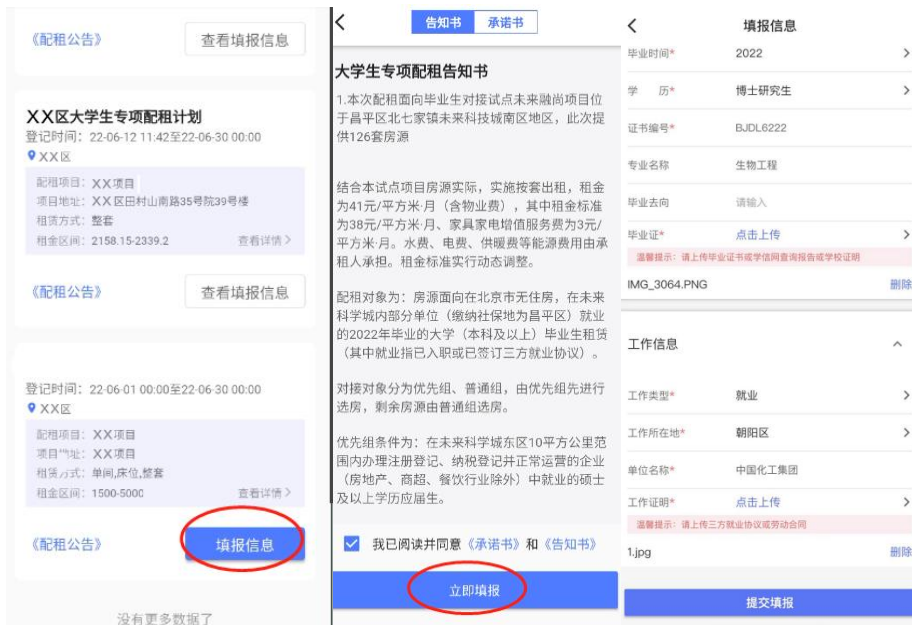 《配租公告》
查看填报信息
XX区大学生专项配租计划
登记时间：22-06-12 11:42至22-06-30 00:00
XX区
配租项目：XX项目
项目地址：XX区田村山南路35号院39号楼
租赁方式：整套
租金区间：2158.15-2339.2
查看详情
《配租公告》
查看填报信息
登记时间：22-06-01 00:00至22-06-30 00:00
XX区
配租项目：XX项目
项目地址：XX项目
租赁方式：单间,床位,整套
租金区间：1500-5000
查看详情
《配租公告》
填报信息
没有更多数据了
告知书
承诺书
大学生专项配租告知书
1.本次配租面向毕业生对接试点未来融尚项目位
于昌平区北七家镇未来科技城南区地区，此次提
供126套房源
结合本试点项目房源实际，实施按套出租，租金
为41元/平方米·月（含物业费），其中租金标准
为38元/平方米·月、家具家电增值服务费为3元/
平方米·月。水费、电费、供暖费等能源费用由承
租人承担。租金标准实行动态调整。
配租对象为：房源面向在北京市无住房，在未来
科学城内部分单位（缴纳社保地为昌平区）就业
的2022年毕业的大学（本科及以上）毕业生租赁
（其中就业指已入职或已签订三方就业协议）。
对接对象分为优先组、普通组，由优先组先进行
选房，剩余房源由普通组选房。
优先组条件为：在未来科学城东区10平方公里范
围内办理注册登记、纳税登记并正常运营的企业
（房地产、商超、餐饮行业除外）中就业的硕士
及以上学历应届生。
我已阅读并同意《承诺书》和《告知书》
立即填报
填报信息
毕业时间* 2022
学 历* 博士研究生
证书编号* BJDL6222
专业名称 生物工程
毕业去向 请输入
毕业证* 点击上传
温馨提示：请上传毕业证书或学信网查询报告或学校证明
IMG_3064.PNG 删除
工作信息
工作类型* 就业
工作所在地* 朝阳区
单位名称* 中国化工集团
工作证明* 点击上传
温馨提示：请上传三方就业协议或劳动合同
1.jpg 删除
提交填报